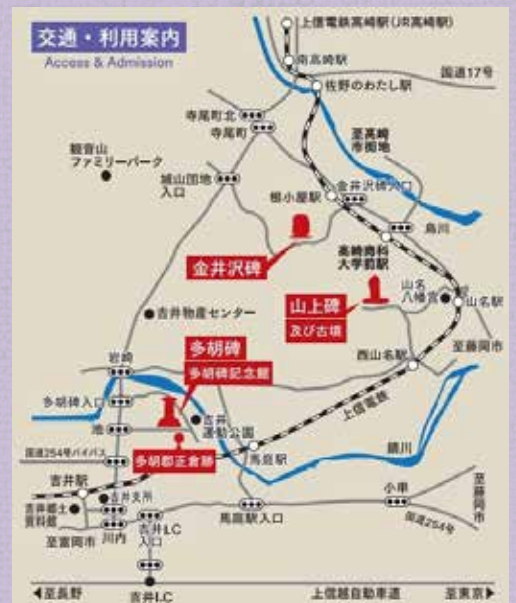 交通・利用案内
Access & Admission
上信電鉄高崎駅(JR高崎駅)
南高崎駅
国道17号
佐野のわたし駅
寺尾町北
寺尾町
至高崎
市街地
観音山
ファミリーパーク
城山団地
入口
根小屋駅
金井沢碑入口
烏川
金井沢碑
高崎商科
大学前駅
山上碑
及び古墳
山名
八幡宮
山名駅
吉井物産センター
至藤岡市
多胡碑
多胡碑記念館
岩崎
西山名駅
上信電鉄
多胡碑入口
池
吉井
運動公園
鏑川
国道254号バイパス
多胡郡正倉跡
馬庭駅
吉井駅
吉井支所
小串
至藤岡市
吉井郷土
資料館
川内
吉井I.C
入口
馬庭駅入口
国道254号
至富岡市
至長野
吉井I.C
上信越自動車道
至東京